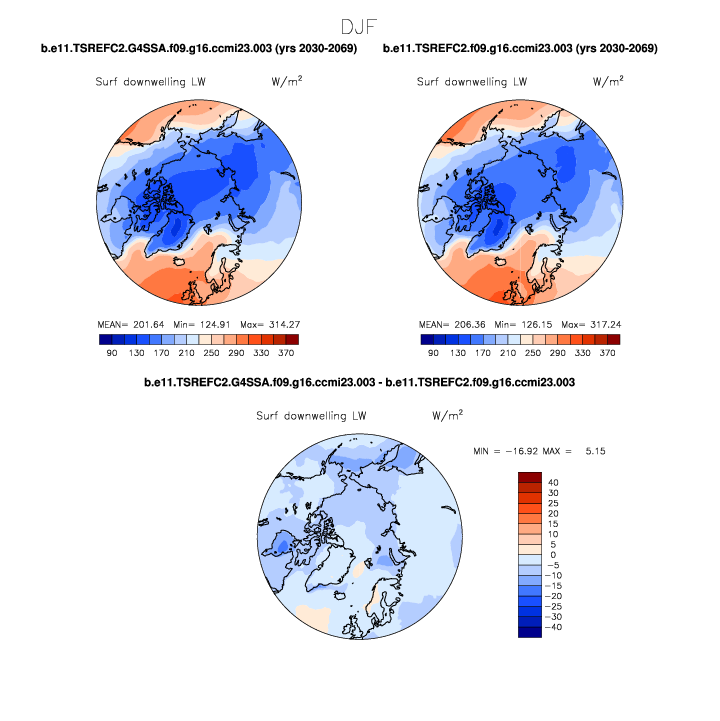 DJF
b.e11.TSREFC2.G4SSA.f09.g16.ccmi23.003 (yrs 2030-2069)
b.e11.TSREFC2.f09.g16.ccmi23.003 (yrs 2030-2069)
Surf downwelling LW W/m²
Surf downwelling LW W/m²
MEAN= 201.64 Min= 124.91 Max= 314.27
MEAN= 206.36 Min= 126.15 Max= 317.24
90 130 170 210 250 290 330 370
90 130 170 210 250 290 330 370
b.e11.TSREFC2.G4SSA.f09.g16.ccmi23.003 - b.e11.TSREFC2.f09.g16.ccmi23.003
Surf downwelling LW W/m²
MIN = -16.92 MAX = 5.15
40
30
25
20
15
10
5
0
-5
-10
-15
-20
-25
-30
-40